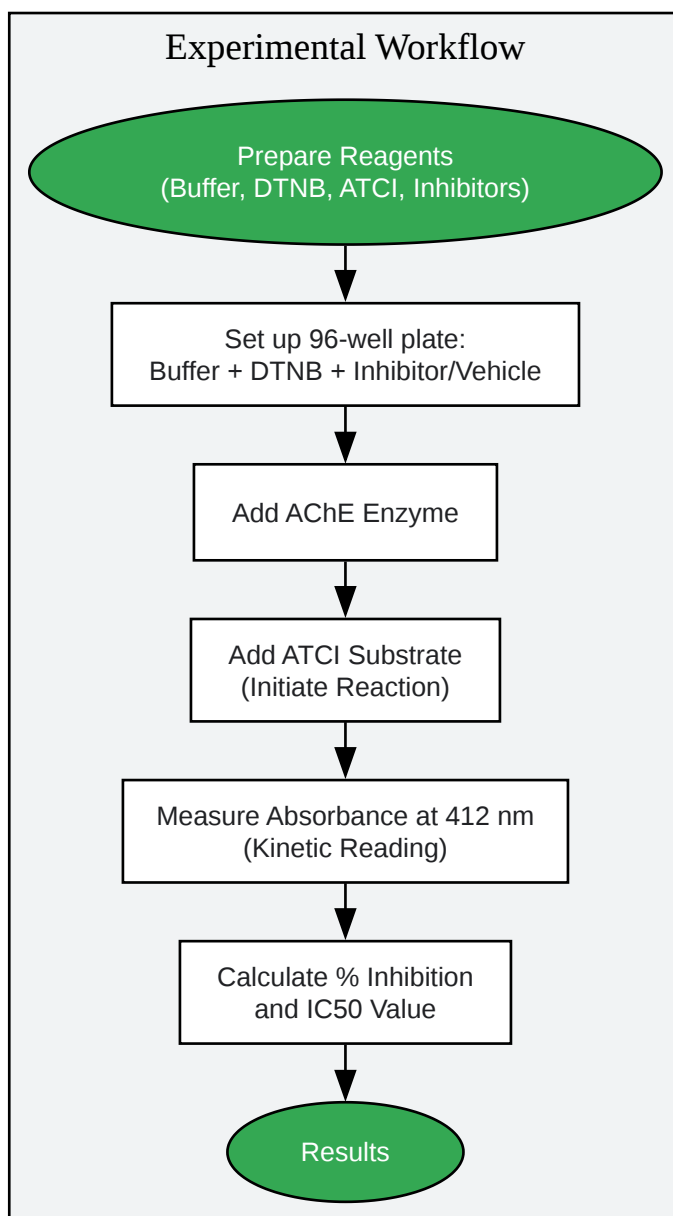 Experimental Workflow
Prepare Reagents
(Buffer, DTNB, ATCI, Inhibitors)
Set up 96-well plate:
Buffer + DTNB + Inhibitor/Vehicle
Add AChE Enzyme
Add ATCI Substrate
(Initiate Reaction)
Measure Absorbance at 412 nm
(Kinetic Reading)
Calculate % Inhibition
and IC50 Value
Results